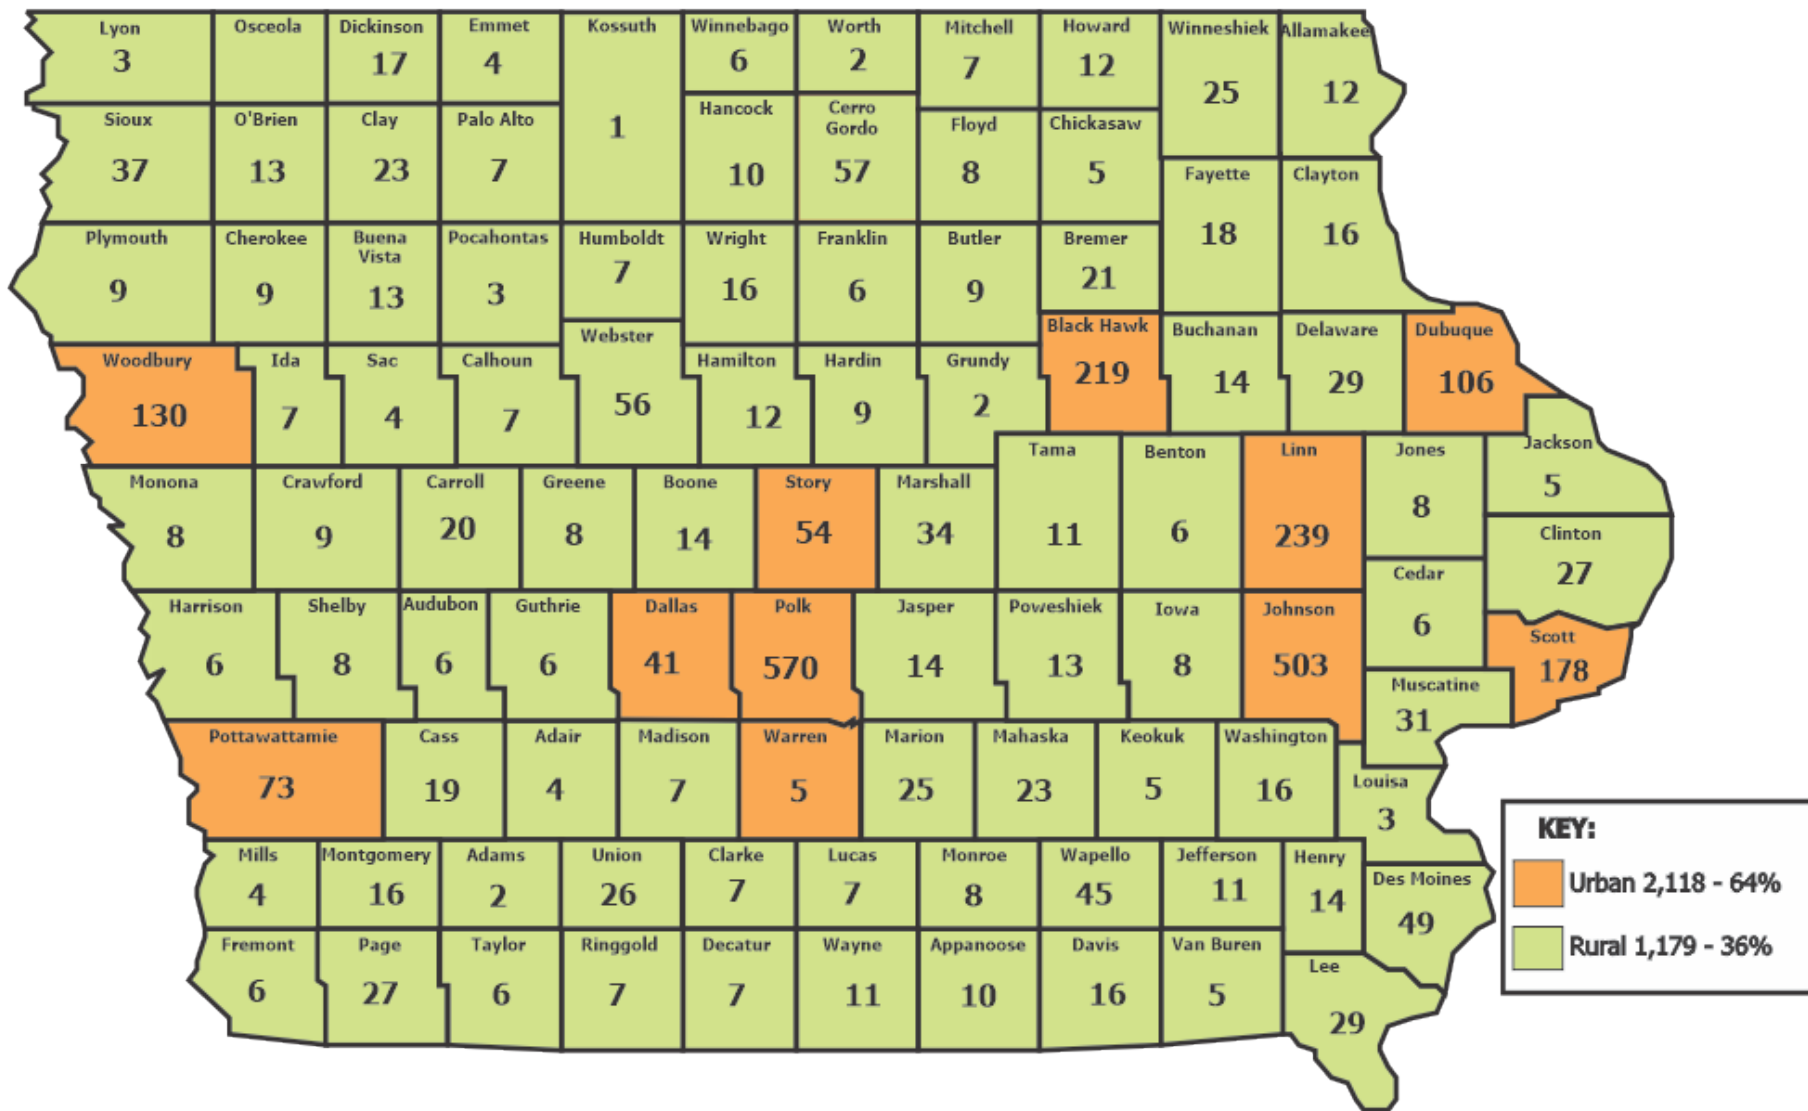 Lyon
3
Osceola
Dickinson
17
Emmet
4
Kossuth
1
Winnebago
6
Worth
2
Mitchell
7
Howard
12
Winneshiek
25
Allamakee
12
Sioux
37
O'Brien
13
Clay
23
Palo Alto
7
Hancock
10
Cerro
Gordo
57
Floyd
8
Chickasaw
5
Fayette
18
Clayton
16
Plymouth
9
Cherokee
9
Buena
Vista
13
Pocahontas
3
Humboldt
7
Wright
16
Franklin
6
Butler
9
Bremer
21
Woodbury
130
Ida
7
Sac
4
Calhoun
7
Webster
56
Hamilton
12
Hardin
9
Grundy
2
Black Hawk
219
Buchanan
14
Delaware
29
Dubuque
106
Monona
8
Crawford
9
Carroll
20
Greene
8
Boone
14
Story
54
Marshall
34
Tama
11
Benton
6
Linn
239
Jones
8
Jackson
5
Clinton
27
Cedar
6
Harrison
6
Shelby
8
Audubon
6
Guthrie
6
Dallas
41
Polk
570
Jasper
14
Poweshiek
13
Iowa
8
Johnson
503
Scott
178
Muscatine
31
Pottawattamie
73
Cass
19
Adair
4
Madison
7
Warren
5
Marion
25
Mahaska
23
Keokuk
5
Washington
16
Louisa
3
Mills
4
Montgomery
16
Adams
2
Union
26
Clarke
7
Lucas
7
Monroe
8
Wapello
45
Jefferson
11
Henry
14
Des Moines
49
Fremont
6
Page
27
Taylor
6
Ringgold
7
Decatur
7
Wayne
11
Appanoose
10
Davis
16
Van Buren
5
Lee
29
KEY:
Urban 2,118 - 64%
Rural 1,179 - 36%